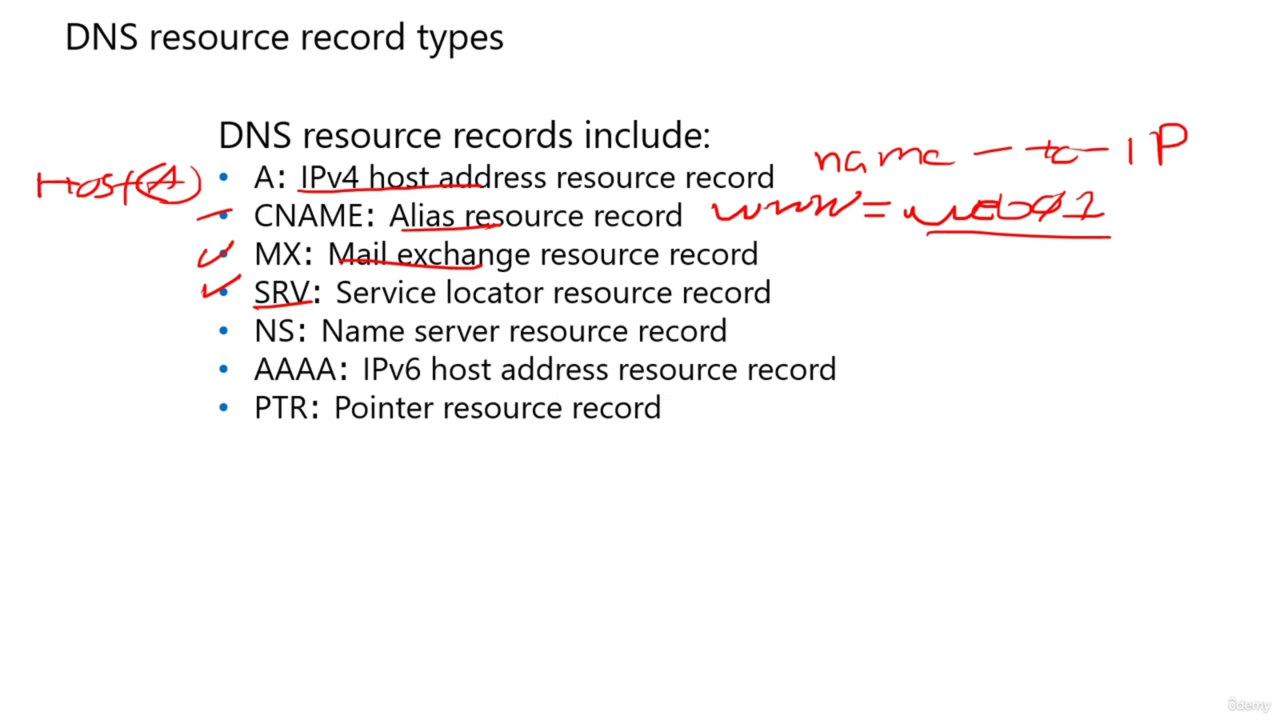 DNS resource record types
DNS resource records include:
name - to - IP
Host (A)
• A: IPv4 host address resource record
• CNAME: Alias resource record
www = web01
• MX: Mail exchange resource record
• SRV: Service locator resource record
• NS: Name server resource record
• AAAA: IPv6 host address resource record
• PTR: Pointer resource record
ûdemy